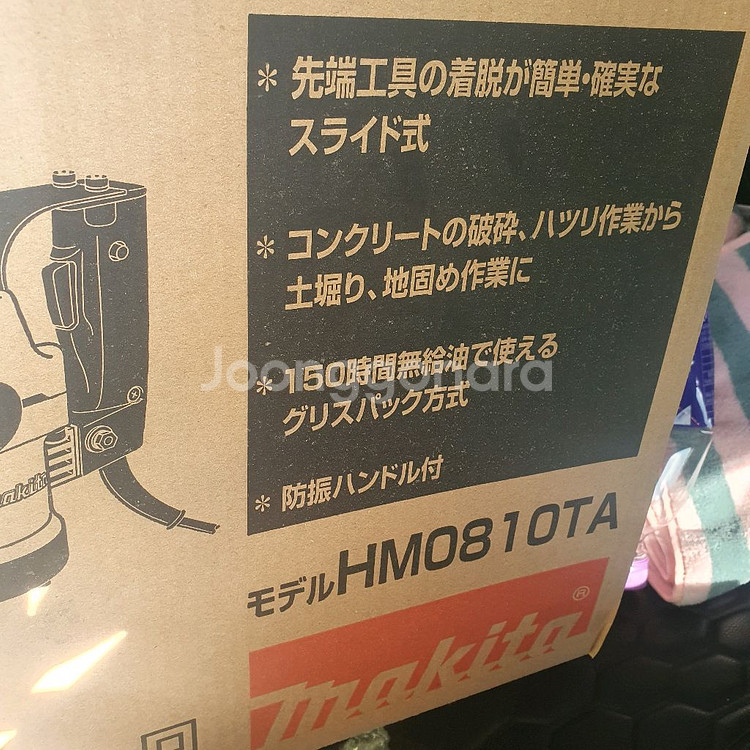 * 先端工具の着脱が簡単・確実な
スライド式
* コンクリートの破砕、ハツリ作業から
土堀り、地固め作業に
* 150時間無給油で使える
グリスパック方式
* 防振ハンドル付
モデルHM0810TA
makita®
makita
Joonggonara